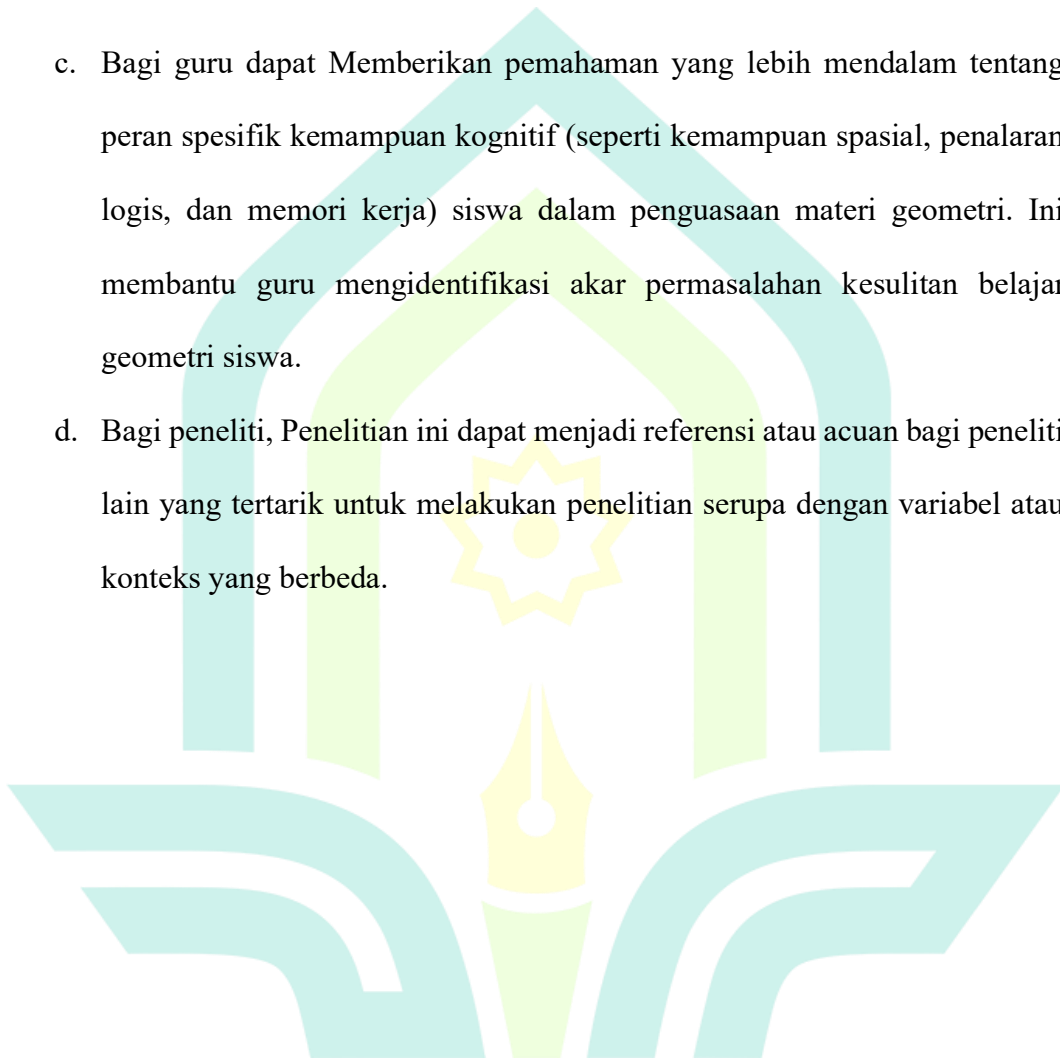 c. Bagi guru dapat Memberikan pemahaman yang lebih mendalam tentang
peran spesifik kemampuan kognitif (seperti kemampuan spasial, penalaran
logis, dan memori kerja) siswa dalam penguasaan materi geometri. Ini
membantu guru mengidentifikasi akar permasalahan kesulitan belajar
geometri siswa.
d. Bagi peneliti, Penelitian ini dapat menjadi referensi atau acuan bagi peneliti
lain yang tertarik untuk melakukan penelitian serupa dengan variabel atau
konteks yang berbeda.